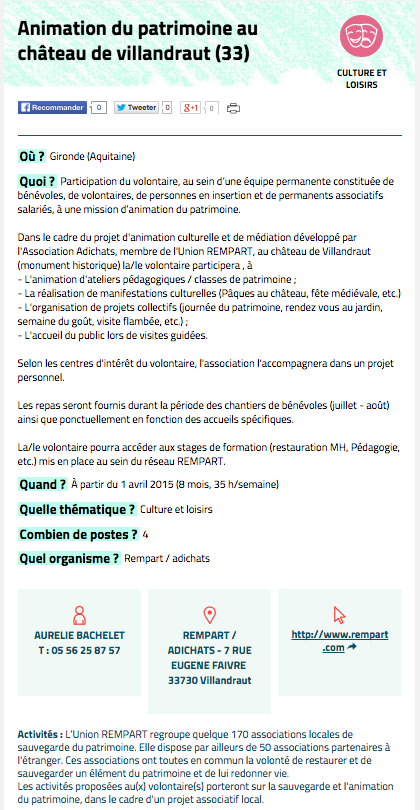 Animation du patrimoine au
château de villandraut (33)
CULTURE ET
LOISIRS
Recommander 0 Tweeter 0 g+1 0
Où ? Gironde (Aquitaine)
Quoi ? Participation du volontaire, au sein d'une équipe permanente constituée de
bénévoles, de volontaires, de personnes en insertion et de permanents associatifs
salariés, à une mission d'animation du patrimoine.
Dans le cadre du projet d'animation culturelle et de médiation développé par
l'Association Adichats, membre de l'Union REMPART, au château de Villandraut
(monument historique) la/le volontaire participera , à
- L'animation d'ateliers pédagogiques / classes de patrimoine ;
- La réalisation de manifestations culturelles (Pâques au château, fête médiévale, etc.)
- L'organisation de projets collectifs (journée du patrimoine, rendez vous au jardin,
semaine du goût, visite flambée, etc.) ;
- L'accueil du public lors de visites guidées.
Selon les centres d'intérêt du volontaire, l'association l'accompagnera dans un projet
personnel.
Les repas seront fournis durant la période des chantiers de bénévoles (juillet - août)
ainsi que ponctuellement en fonction des accueils spécifiques.
La/le volontaire pourra accéder aux stages de formation (restauration MH, Pédagogie,
etc.) mis en place au sein du réseau REMPART.
Quand ? À partir du 1 avril 2015 (8 mois, 35 h/semaine)
Quelle thématique ? Culture et loisirs
Combien de postes ? 4
Quel organisme ? Rempart / adichats
AURELIE BACHELET
T : 05 56 25 87 57
REMPART /
ADICHATS - 7 RUE
EUGENE FAIVRE
33730 Villandraut
http://www.rempart
.com
Activités : L'Union REMPART regroupe quelque 170 associations locales de
sauvegarde du patrimoine. Elle dispose par ailleurs de 50 associations partenaires à
l'étranger. Ces associations ont toutes en commun la volonté de restaurer et de
sauvegarder un élément du patrimoine et de lui redonner vie.
Les activités proposées au(x) volontaire(s) porteront sur la sauvegarde et l'animation
du patrimoine, dans le cadre d'un projet associatif local.